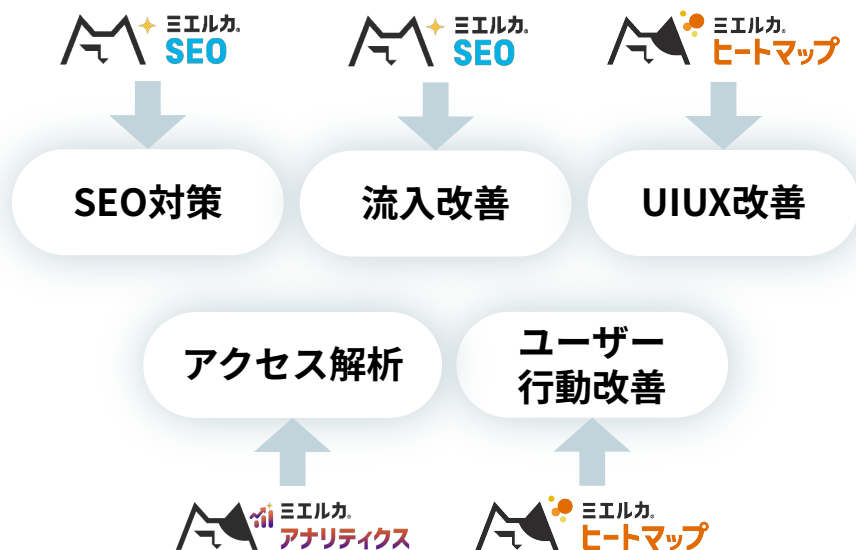 ミエルカ®
SEO
ミエルカ®
SEO
ミエルカ®
ヒートマップ
SEO対策
流入改善
UIUX改善
アクセス解析
ユーザー
行動改善
ミエルカ®
アナリティクス
ミエルカ®
ヒートマップ